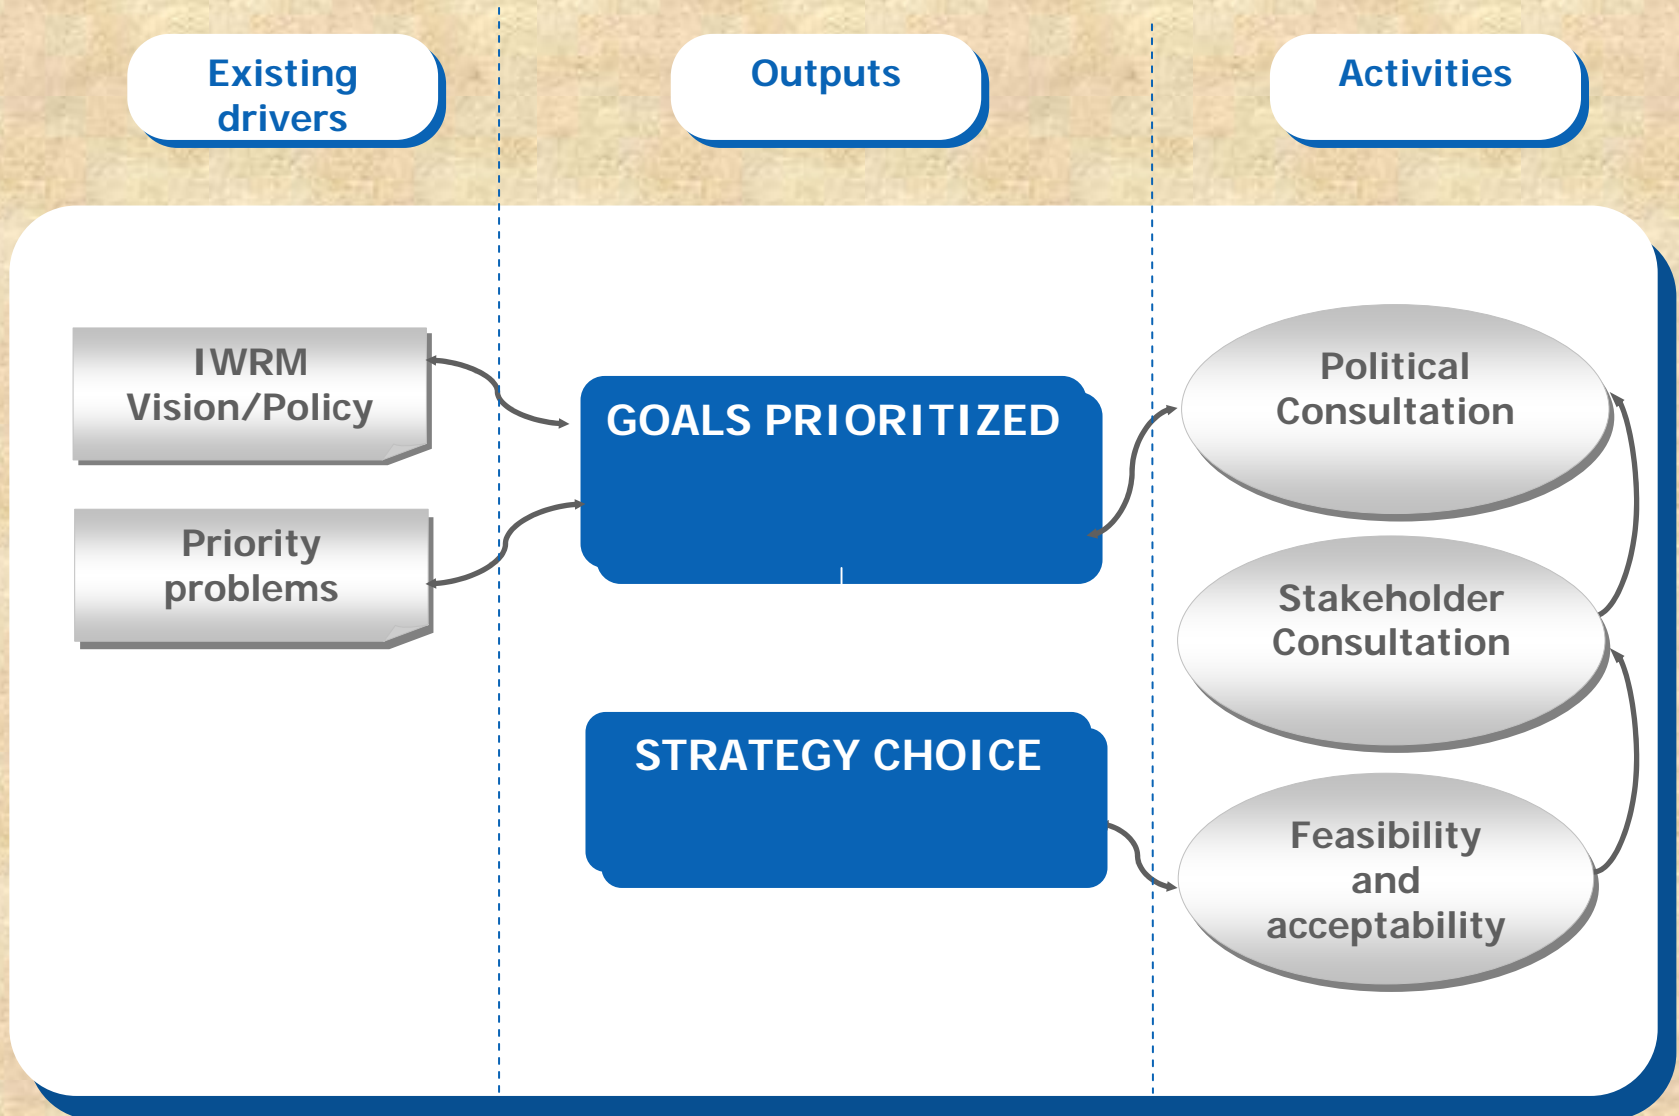 Existing
drivers
Outputs
Activities
IWRM
Vision/Policy
Priority
problems
GOALS PRIORITIZED
STRATEGY CHOICE
Political
Consultation
Stakeholder
Consultation
Feasibility
and
acceptability